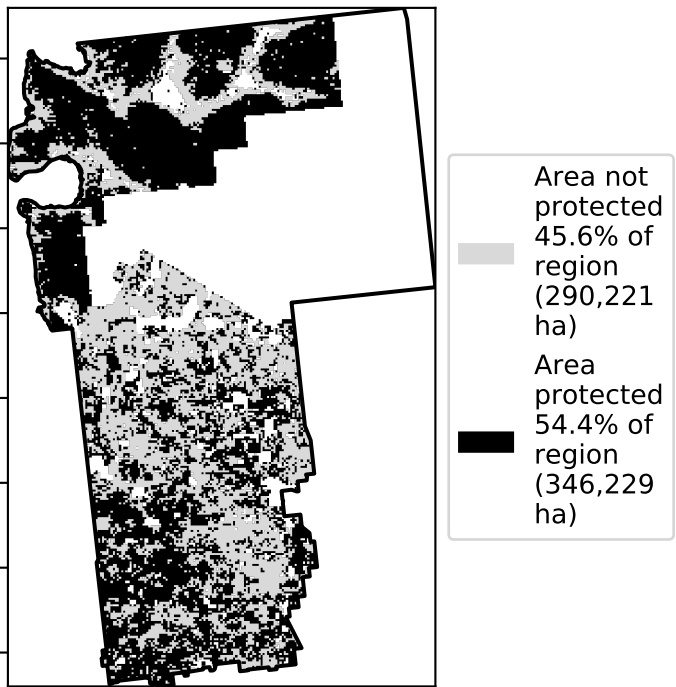 Area not
protected
45.6% of
region
(290,221
ha)
Area
protected
54.4% of
region
(346,229
ha)